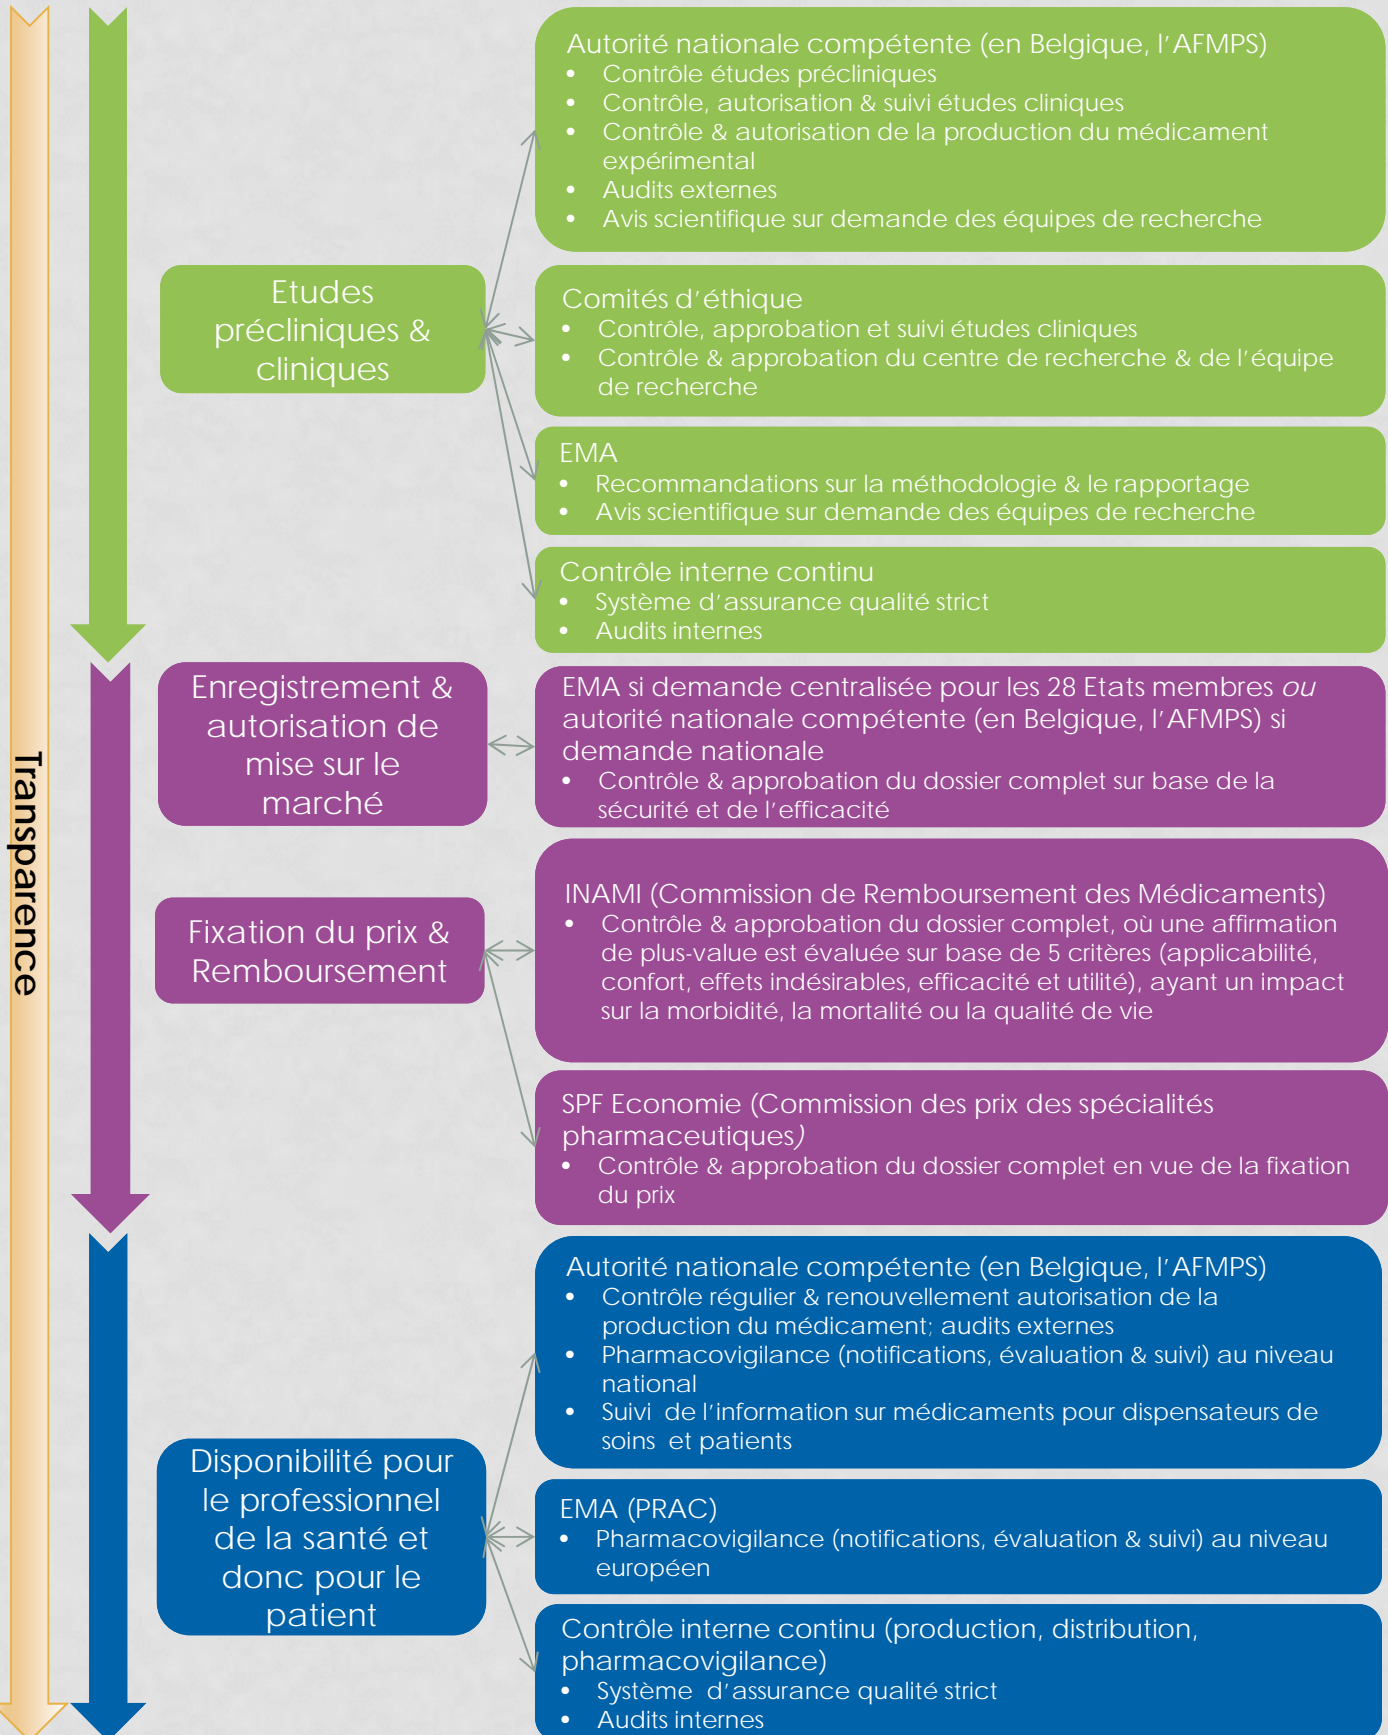 Transparence
Etudes
précliniques &
cliniques
Autorité nationale compétente (en Belgique, l'AFMPS)
• Contrôle études précliniques
• Contrôle, autorisation & suivi études cliniques
• Contrôle & autorisation de la production du médicament
expérimental
• Audits externes
• Avis scientifique sur demande des équipes de recherche
Comités d'éthique
• Contrôle, approbation et suivi études cliniques
• Contrôle & approbation du centre de recherche & de l'équipe
de recherche
EMA
• Recommandations sur la méthodologie & le rapportage
• Avis scientifique sur demande des équipes de recherche
Contrôle interne continu
• Système d'assurance qualité strict
• Audits internes
Enregistrement &
autorisation de
mise sur le
marché
EMA si demande centralisée pour les 28 Etats membres ou
autorité nationale compétente (en Belgique, l'AFMPS) si
demande nationale
• Contrôle & approbation du dossier complet sur base de la
sécurité et de l'efficacité
Fixation du prix &
Remboursement
INAMI (Commission de Remboursement des Médicaments)
• Contrôle & approbation du dossier complet, où une affirmation
de plus-value est évaluée sur base de 5 critères (applicabilité,
confort, effets indésirables, efficacité et utilité), ayant un impact
sur la morbidité, la mortalité ou la qualité de vie
SPF Economie (Commission des prix des spécialités
pharmaceutiques)
• Contrôle & approbation du dossier complet en vue de la fixation
du prix
Disponibilité pour
le professionnel
de la santé et
donc pour le
patient
Autorité nationale compétente (en Belgique, l'AFMPS)
• Contrôle régulier & renouvellement autorisation de la
production du médicament; audits externes
• Pharmacovigilance (notifications, évaluation & suivi) au niveau
national
• Suivi de l'information sur médicaments pour dispensateurs de
soins et patients
EMA (PRAC)
• Pharmacovigilance (notifications, évaluation & suivi) au niveau
européen
Contrôle interne continu (production, distribution,
pharmacovigilance)
• Système d'assurance qualité strict
• Audits internes